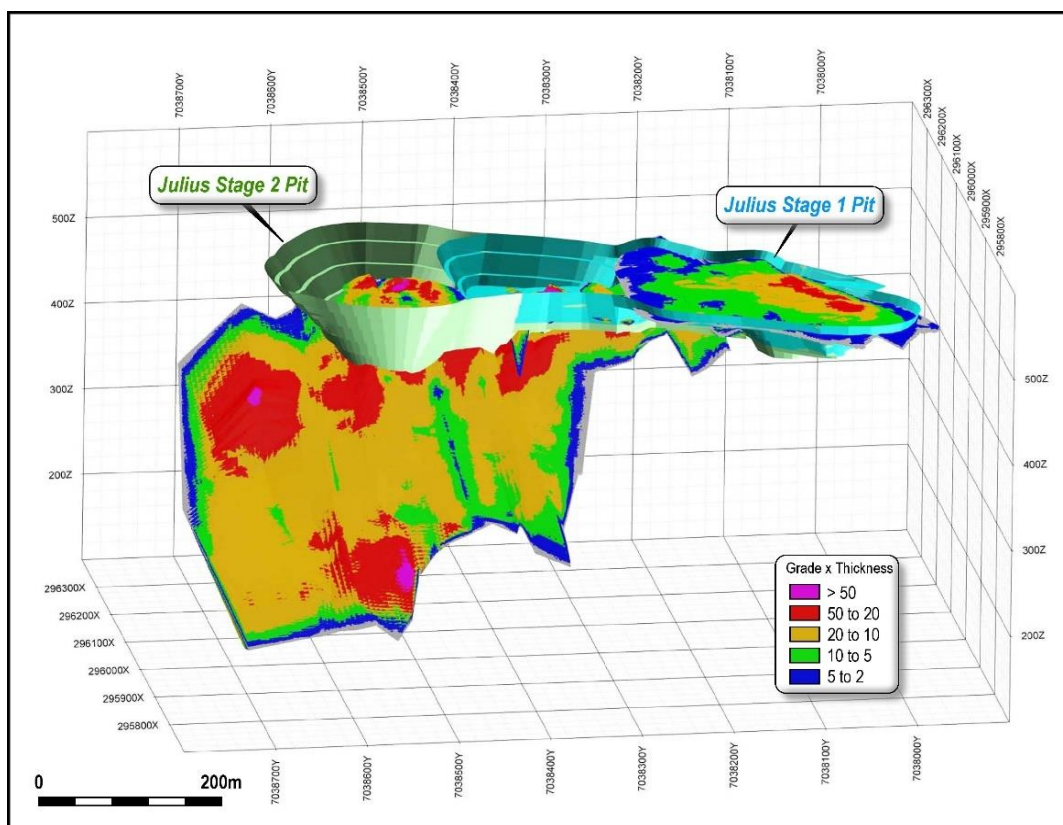 7038700Y
7038600Y
7038500Y
7038400Y
7038300Y
7038200Y
7038100Y
7038000Y
296300X
296200X
296100X
296000X
295900X
295800X
Julius Stage 2 Pit
Julius Stage 1 Pit
500Z
400Z
300Z
200Z
500Z
400Z
300Z
200Z
296300X
296200X
296100X
296000X
295900X
295800X
Grade x Thickness
> 50
50 to 20
20 to 10
10 to 5
5 to 2
7038700Y
7038600Y
7038500Y
7038400Y
7038300Y
7038200Y
7038100Y
7038000Y
0 200m